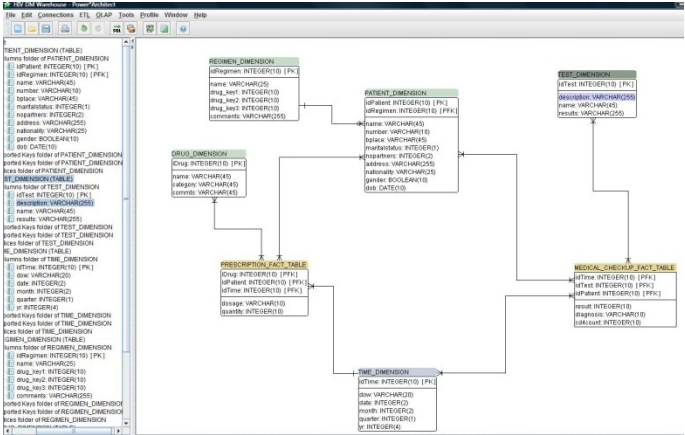 HIV DM Warehouse - Power*Architect
File Edit Connections ETL OLAP Tools Profile Window Help
TIENT_DIMENSION (TABLE)
lumns folder of PATIENT_DIMENSION
idPatient: INTEGER(10) [ PK ]
idRegimen: INTEGER(10) [ PFK ]
name: VARCHAR(45)
number: VARCHAR(10)
bplace: VARCHAR(45)
maritalstatus: INTEGER(1)
nopartners: INTEGER(2)
address: VARCHAR(255)
nationality: VARCHAR(25)
gender: BOOLEAN(10)
dob: DATE(10)
ported Keys folder of PATIENT_DIMENSION
ported Keys folder of PATIENT_DIMENSION
ices folder of PATIENT_DIMENSION
ST_DIMENSION (TABLE)
lumns folder of TEST_DIMENSION
idTest: INTEGER(10) [ PK ]
description: VARCHAR(255)
name: VARCHAR(45)
results: VARCHAR(255)
ported Keys folder of TEST_DIMENSION
ported Keys folder of TEST_DIMENSION
ices folder of TEST_DIMENSION
ME_DIMENSION (TABLE)
lumns folder of TIME_DIMENSION
idTime: INTEGER(10) [ PK ]
dow: VARCHAR(20)
date: INTEGER(2)
month: INTEGER(2)
quarter: INTEGER(1)
yr: INTEGER(4)
ported Keys folder of TIME_DIMENSION
ported Keys folder of TIME_DIMENSION
ices folder of TIME_DIMENSION
EGIMEN_DIMENSION (TABLE)
lumns folder of REGIMEN_DIMENSION
idRegimen: INTEGER(10) [ PK ]
name: VARCHAR(25)
drug_key1: INTEGER(10)
drug_key2: INTEGER(10)
drug_key3: INTEGER(10)
comments: VARCHAR(255)
ported Keys folder of REGIMEN_DIMENSION
ported Keys folder of REGIMEN_DIMENSION
ices folder of REGIMEN_DIMENSION
REGIMEN_DIMENSION
idRegimen: INTEGER(10) [ PK ]
name: VARCHAR(25)
drug_key1: INTEGER(10)
drug_key2: INTEGER(10)
drug_key3: INTEGER(10)
comments: VARCHAR(255)
PATIENT_DIMENSION
idPatient: INTEGER(10) [ PK ]
idRegimen: INTEGER(10) [ PFK ]
name: VARCHAR(45)
number: VARCHAR(10)
bplace: VARCHAR(45)
maritalstatus: INTEGER(1)
nopartners: INTEGER(2)
address: VARCHAR(255)
nationality: VARCHAR(25)
gender: BOOLEAN(10)
dob: DATE(10)
TEST_DIMENSION
idTest: INTEGER(10) [ PK ]
description: VARCHAR(255)
name: VARCHAR(45)
results: VARCHAR(255)
DRUG_DIMENSION
iDrug: INTEGER(10) [ PK ]
name: VARCHAR(45)
category: VARCHAR(45)
commts: VARCHAR(45)
PRESCRIPTION_FACT_TABLE
iDrug: INTEGER(10) [ PFK ]
idPatient: INTEGER(10) [ PFK ]
idTime: INTEGER(10) [ PFK ]
dosage: VARCHAR(10)
quantity: INTEGER(10)
MEDICAL_CHECKUP_FACT_TABLE
idTime: INTEGER(10) [ PFK ]
idTest: INTEGER(10) [ PFK ]
idPatient: INTEGER(10) [ PFK ]
result: INTEGER(10)
diagnosis: VARCHAR(10)
cd4count: INTEGER(10)
TIME_DIMENSION
idTime: INTEGER(10) [ PK ]
dow: VARCHAR(20)
date: INTEGER(2)
month: INTEGER(2)
quarter: INTEGER(1)
yr: INTEGER(4)